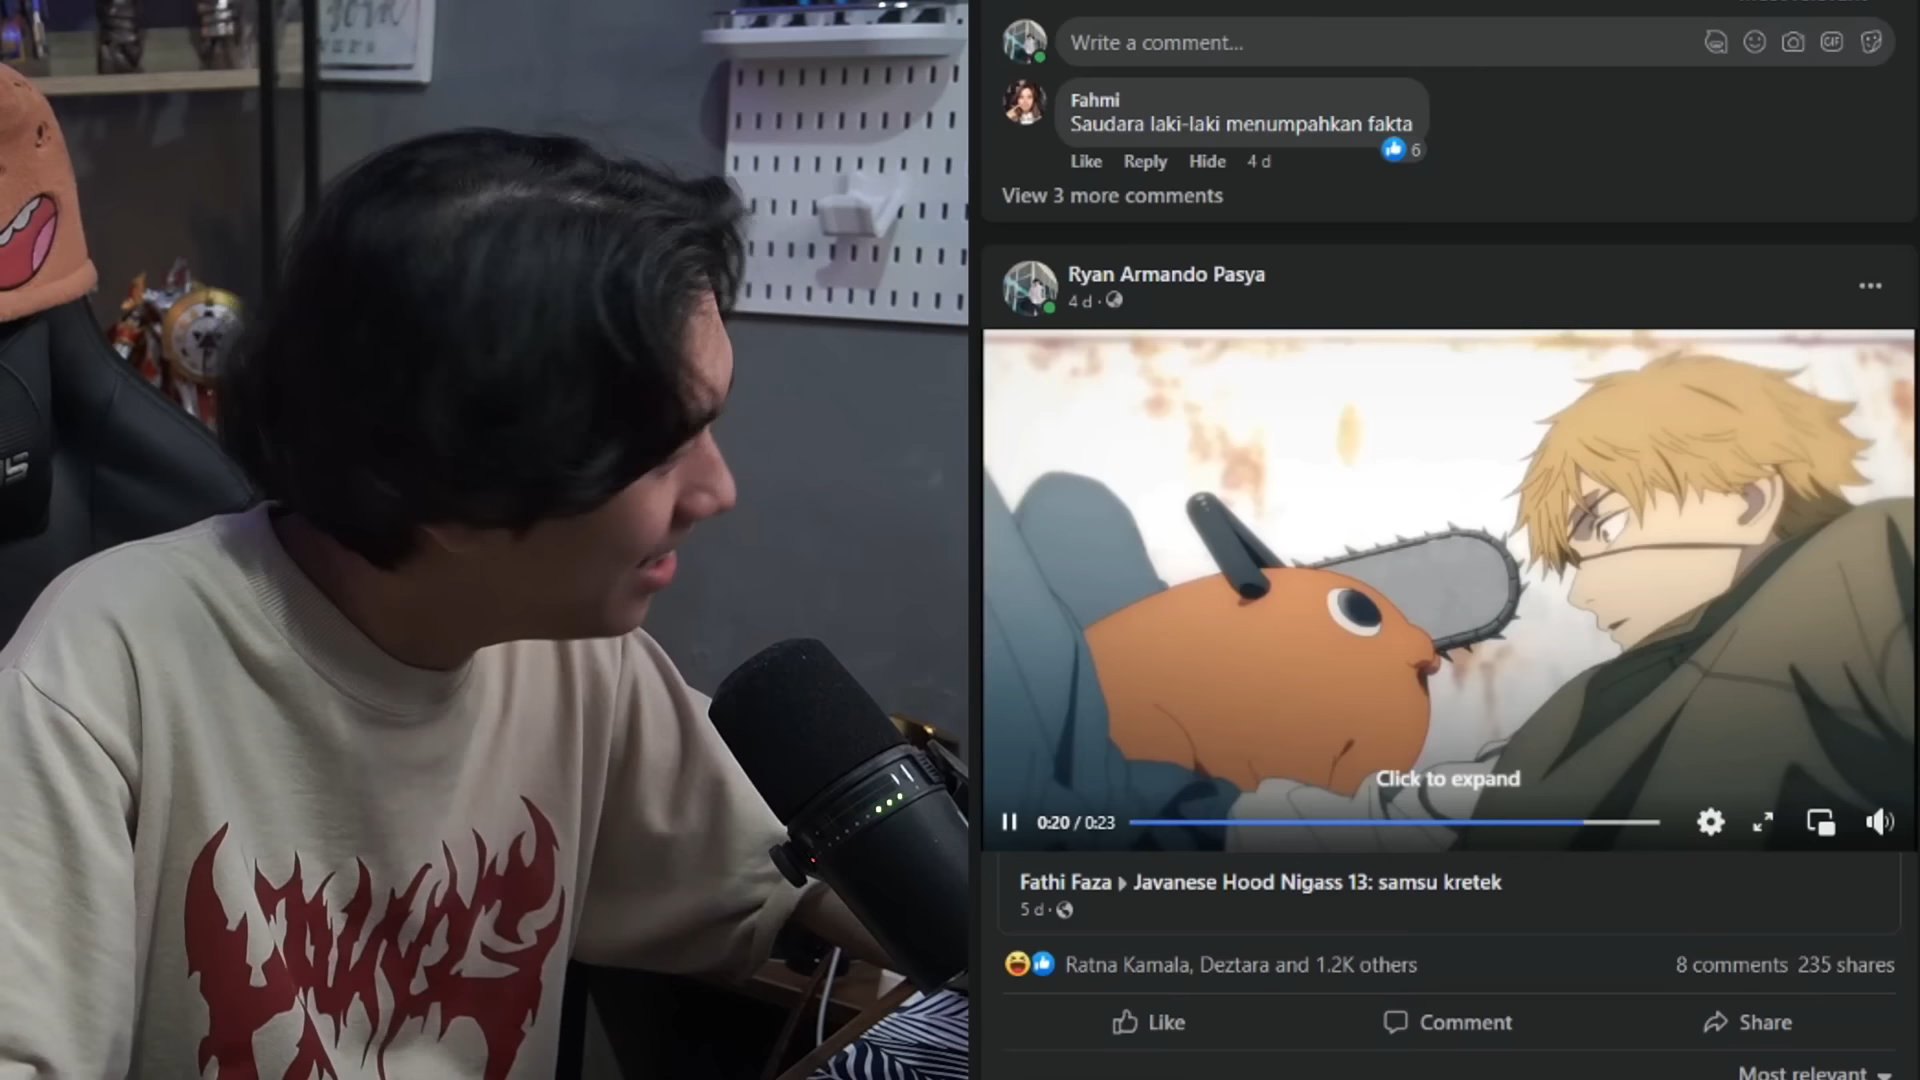 Write a comment...
GIF
Fahmi
Saudara laki-laki menumpahkan fakta
6
Like Reply Hide 4 d
View 3 more comments
Ryan Armando Pasya
4 d
Click to expand
0:20 / 0:23
Fathi Faza Javanese Hood Nigass 13: samsu kretek
5 d
Ratna Kamala, Deztara and 1.2K others
8 comments 235 shares
Like Comment Share
Most relevant